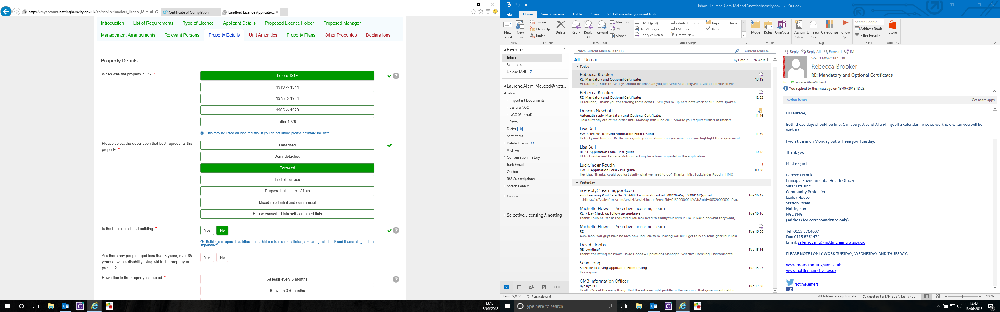 https://myaccount.nottinghamcity.gov.uk/en/service/landlord_licenc
Certificate of Completion
Landlord Licence Applicatio...
Introduction
List of Requirements
Type of Licence
Applicant Details
Proposed Licence Holder
Proposed Manager
Management Arrangements
Relevant Persons
Property Details
Unit Amenities
Property Plans
Other Properties
Declarations
Property Details
When was the property built? *
before 1919
1919 -> 1944
1945 -> 1964
1965 -> 1979
after 1979
This may be listed on land registry. If you do not know, please estimate the date.
Please select the description that best represents this
property *
Detached
Semi-detached
Terraced
End of Terrace
Purpose built block of flats
Mixed residential and commercial
House converted into self-contained flats
Is the building a listed building *
Yes
No
Buildings of special architectural or historic interest are 'listed', and are graded I, II* and II according to their
importance.
Are there any people aged less than 5 years, over 65
years or with a disability living within the property at
present? *
Yes
No
How often is the property inspected *
At least every 3 months
Between 3-6 months
13:43
13/06/2018
Inbox - Laurene.Alam-McLeod@nottinghamcity.gov.uk - Outlook
File
Home
Send / Receive
Folder
View
Tell me what you want to do...
New
Email
New
Items
New
Ignore
Clean Up
Junk
Delete
Delete
Reply
Reply
All
Forward
Meeting
IM
More
Respond
HMO (just)
To Manager
Reply & Delete
whole team incl...
LSO team
Create New
Important Docu...
Done
Quick Steps
Move
Rules
OneNote
Move
Assign
Policy
Unread/
Read
Categorize
Follow
Up
Tags
Search People
Address Book
Filter Email
Find
Store
Add-ins
Favorites
Inbox
Sent Items
Unread Mail 17
Laurene.Alam-McLeod@nott...
Inbox
Important Documents
Lesiure NCC
NCC (General)
Patra
Drafts [10]
Sent Items
Deleted Items 27
Archive
Conversation History
Junk Email
Outbox
RSS Subscriptions
Search Folders
Groups
Selective.Licensing@notting...
Search Current Mailbox (Ctrl+E)
Current Mailbox
All Unread
By Date
Newest
Today
Rebecca Brooker
RE: Mandatory and Optional Certificates 13:19
Hi Laurene, Both those days should be fine. Can you just send Al and myself a calendar invite so we
Rebecca Brooker
RE: Mandatory and Optional Certificates 12:53
Hi Laurene, Thank you for sending these across. Will you be up here next week at all? I have spoken
Duncan Newbutt
Automatic reply: Mandatory and Optional Certificates 11:46
I am currently out of the office until Monday 18th June 2018. Should you require further assistance
Lisa Ball
FW: Selective Licensing Application Form Testing 11:39
Hi Lucky and Laurene Re the user guide you are doing can you make sure you highlight the requirement
Lisa Ball
RE: SL Application Form - PDF guide 10:32
HI Luckvinder and Laurene Anton is asking for a how to guide for the application.
Luckvinder Roudh !
FW: SL Application Form - PDF guide 09:28
Hey Lisa, Thanks, could you just clarify what we need to do? Thanks, Miss Luckvinder Roudh HMO
Yesterday
no-reply@learningpool.com
Your Learning Pool Case No. 00569881 is now closed ref:_00D20oPsg._5000J1MQrpc:ref Tue 16:47
<https://eu7.salesforce.com/servlet/servlet.ImageServer?id=01520000001JWsb&oid=00D20000000oPsg>
Michelle Howell - Selective Licensing Team
RE: 7 Day Check-up follow up guidance Tue 16:16
Thanks Laurene Yes as requested you may need to clarifiy this with PEHO's/ David on what they want,
Michelle Howell - Selective Licensing Team
RE: Tue 16:08
Aww man You guys have no idea how sad I am to be leaving you all!! I get to keep some gems but I am
David Hobbs
RE: overtime? Tue 15:16
Thanks for letting me know David Hobbs – Operations Manager Selective Licensing Environmental
Sean Long
Selective Licensing Application Form Testing Tue 13:07
Hi everyone,
GMB Information Officer
Bye Bye PFI Tue 12:28
Hi All One of the many things that the extreme right peddle to the nation is that government debt is
Reply
Reply All
Forward
IM
Wed 13/06/2018 13:19
Rebecca Brooker
RE: Mandatory and Optional Certificates
To Laurene Alam-McLeod
You replied to this message on 13/06/2018 13:28.
Action Items
+ Get more apps
Hi Laurene,
Both those days should be fine. Can you just send Al and myself a calendar invite so we know when you will be
with us.
I won't be in on Monday but will see you Tuesday.
Thank you
Kind regards
Rebecca Brooker
Principal Environmental Health Officer
Safer Housing
Community Protection
Loxley House
Station Street
Nottingham
NG2 3NG
(Address for correspondence only)
Tel: 0115 8764007
Fax: 0115 8761474
Email: saferhousing@nottinghamcity.gov.uk
PLEASE NOTE I ONLY WORK TUESDAY, WEDNESDAY AND THURSDAY.
www.protectnottingham.co.uk
www.nottinghamcity.gov.uk
NottmRenters
Items: 9,072
Reminders: 6
All folders are up to date.
Connected to: Microsoft Exchange
100%
Type here to search
13:43
13/06/2018